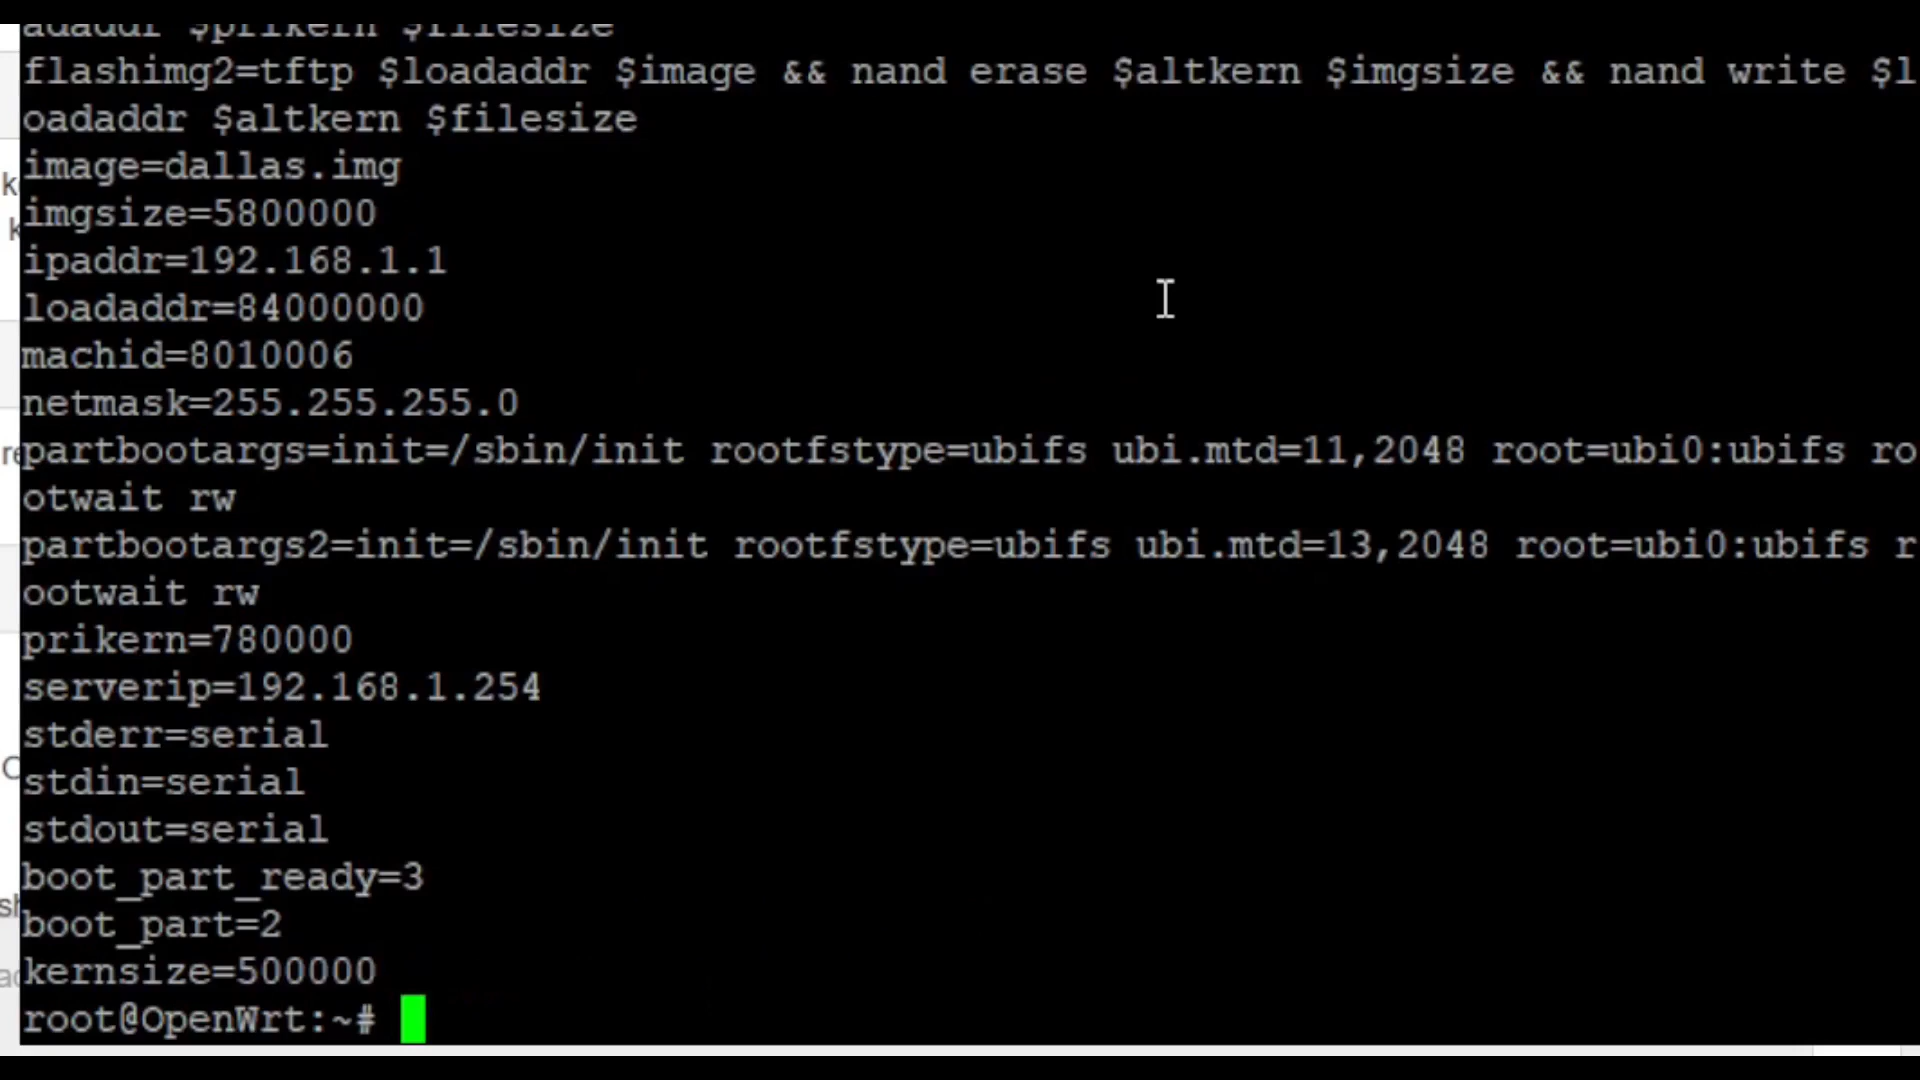 adaddr $prikern $filesize
flashimg2=tftp $loadaddr $image && nand erase $altkern $imgsize && nand write $l
oadaddr $altkern $filesize
image=dallas.img
imgsize=5800000
ipaddr=192.168.1.1
loadaddr=84000000
machid=8010006
netmask=255.255.255.0
partbootargs=init=/sbin/init rootfstype=ubifs ubi.mtd=11,2048 root=ubi0:ubifs ro
otwait rw
partbootargs2=init=/sbin/init rootfstype=ubifs ubi.mtd=13,2048 root=ubi0:ubifs r
ootwait rw
prikern=780000
serverip=192.168.1.254
stderr=serial
stdin=serial
stdout=serial
boot_part_ready=3
boot_part=2
kernsize=500000
root@OpenWrt:~#